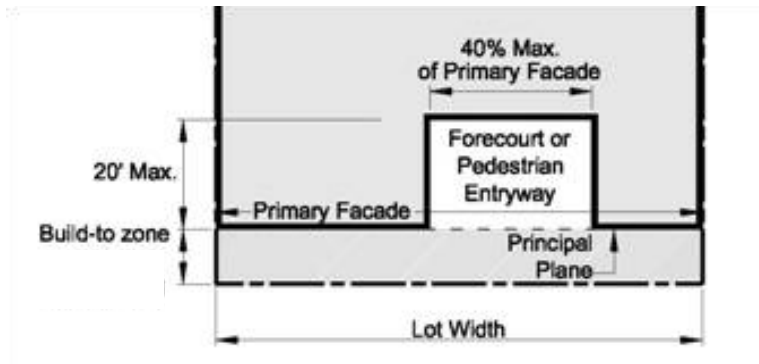 40% Max.
of Primary Facade
Forecourt or
Pedestrian
Entryway
20' Max.
Primary Facade
Build-to zone
Principal
Plane
Lot Width